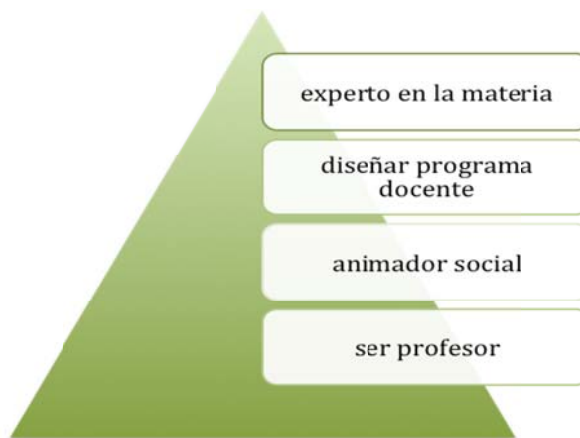 experto en la materia
diseñar programa
docente
animador social
ser profesor